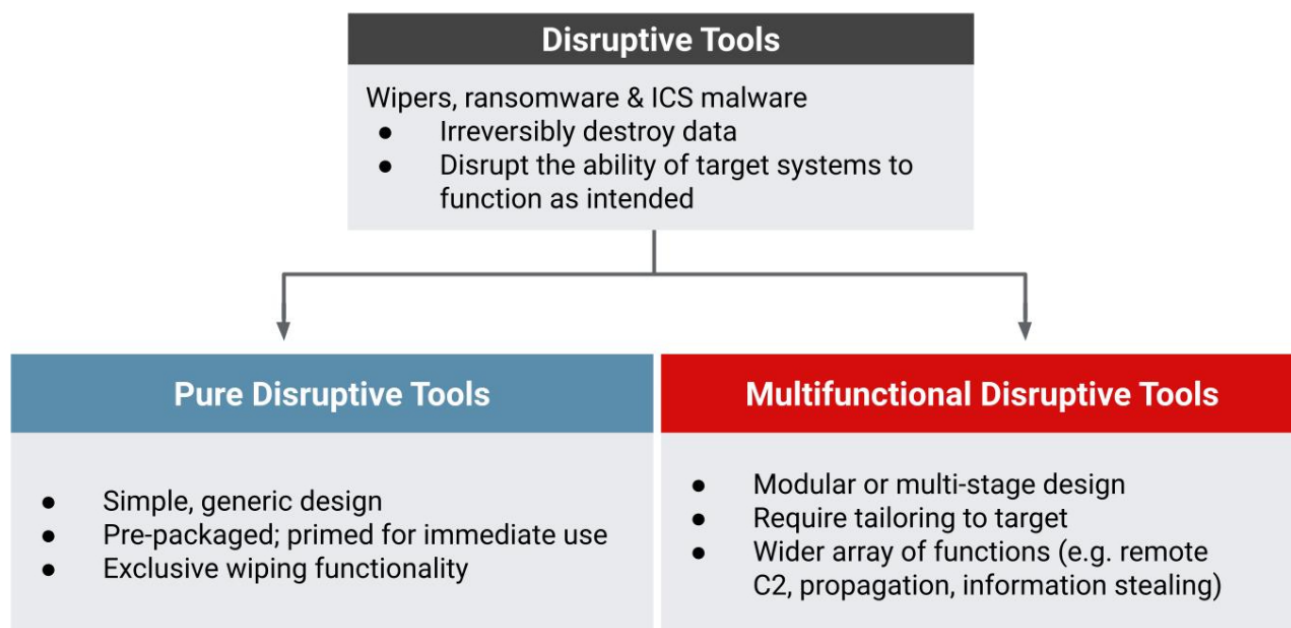 Disruptive Tools
Wipers, ransomware & ICS malware
● Irreversibly destroy data
● Disrupt the ability of target systems to
function as intended
Pure Disruptive Tools
● Simple, generic design
● Pre-packaged; primed for immediate use
● Exclusive wiping functionality
Multifunctional Disruptive Tools
● Modular or multi-stage design
● Require tailoring to target
● Wider array of functions (e.g. remote
C2, propagation, information stealing)